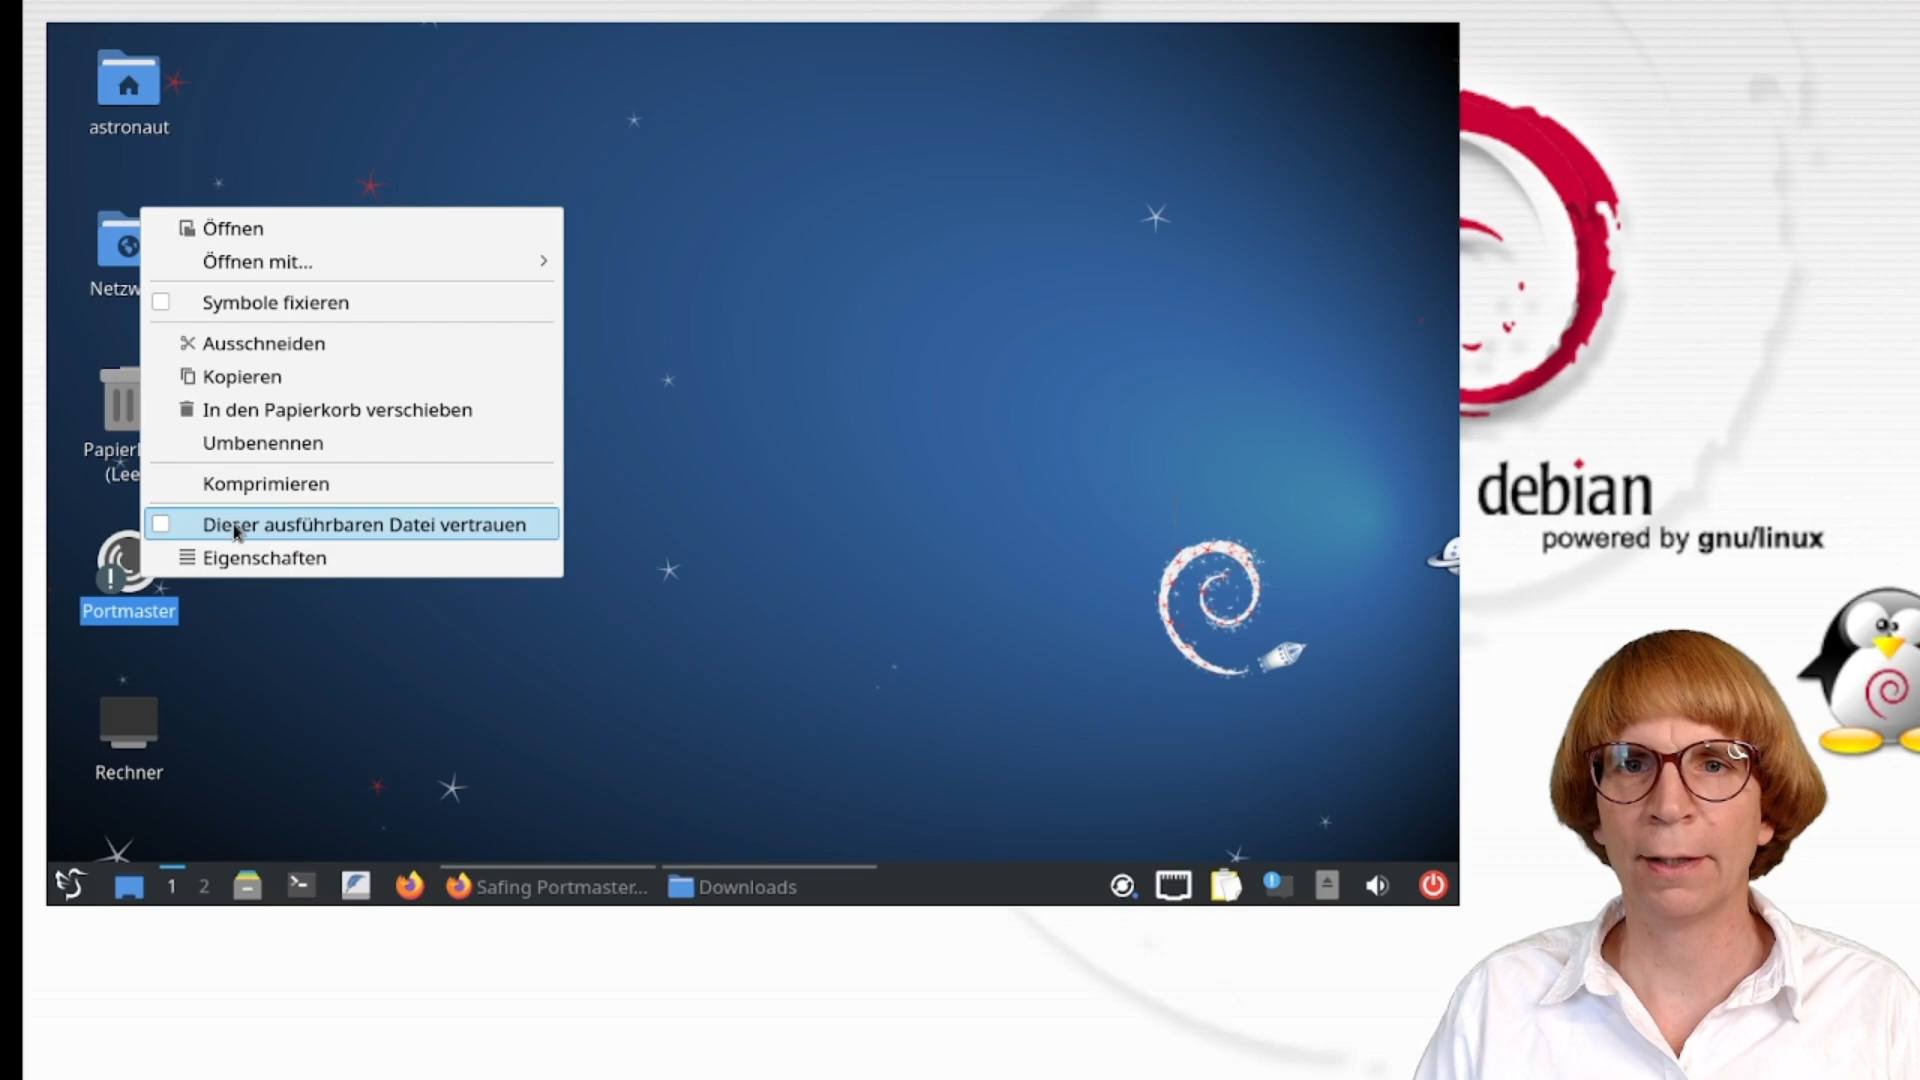 astronaut
Netzw
Papierl
(Lee
Portmaster
Rechner
Öffnen
Öffnen mit...
Symbole fixieren
Ausschneiden
Kopieren
In den Papierkorb verschieben
Umbenennen
Komprimieren
Dieser ausführbaren Datei vertrauen
Eigenschaften
1 2 Safing Portmaster... Downloads
debian
powered by gnu/linux